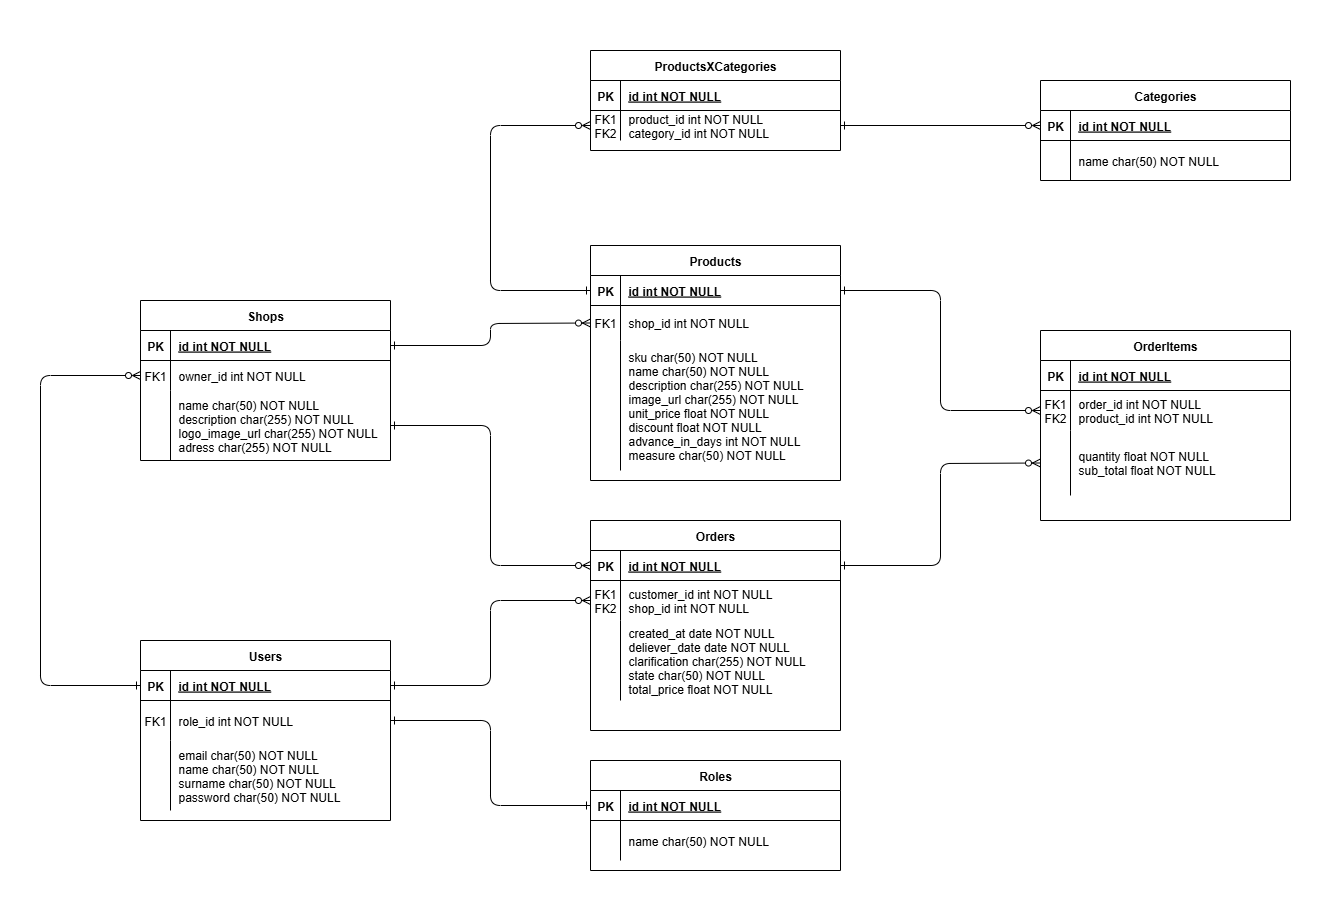 ProductsXCategories
PK id int NOT NULL
FK1 product_id int NOT NULL
FK2 category_id int NOT NULL
Categories
PK id int NOT NULL
name char(50) NOT NULL
Products
PK id int NOT NULL
FK1 shop_id int NOT NULL
sku char(50) NOT NULL
name char(50) NOT NULL
description char(255) NOT NULL
image_url char(255) NOT NULL
unit_price float NOT NULL
discount float NOT NULL
advance_in_days int NOT NULL
measure char(50) NOT NULL
Shops
PK id int NOT NULL
FK1 owner_id int NOT NULL
name char(50) NOT NULL
description char(255) NOT NULL
logo_image_url char(255) NOT NULL
adress char(255) NOT NULL
OrderItems
PK id int NOT NULL
FK1 order_id int NOT NULL
FK2 product_id int NOT NULL
quantity float NOT NULL
sub_total float NOT NULL
Orders
PK id int NOT NULL
FK1 customer_id int NOT NULL
FK2 shop_id int NOT NULL
created_at date NOT NULL
deliever_date date NOT NULL
clarification char(255) NOT NULL
state char(50) NOT NULL
total_price float NOT NULL
Users
PK id int NOT NULL
FK1 role_id int NOT NULL
email char(50) NOT NULL
name char(50) NOT NULL
surname char(50) NOT NULL
password char(50) NOT NULL
Roles
PK id int NOT NULL
name char(50) NOT NULL